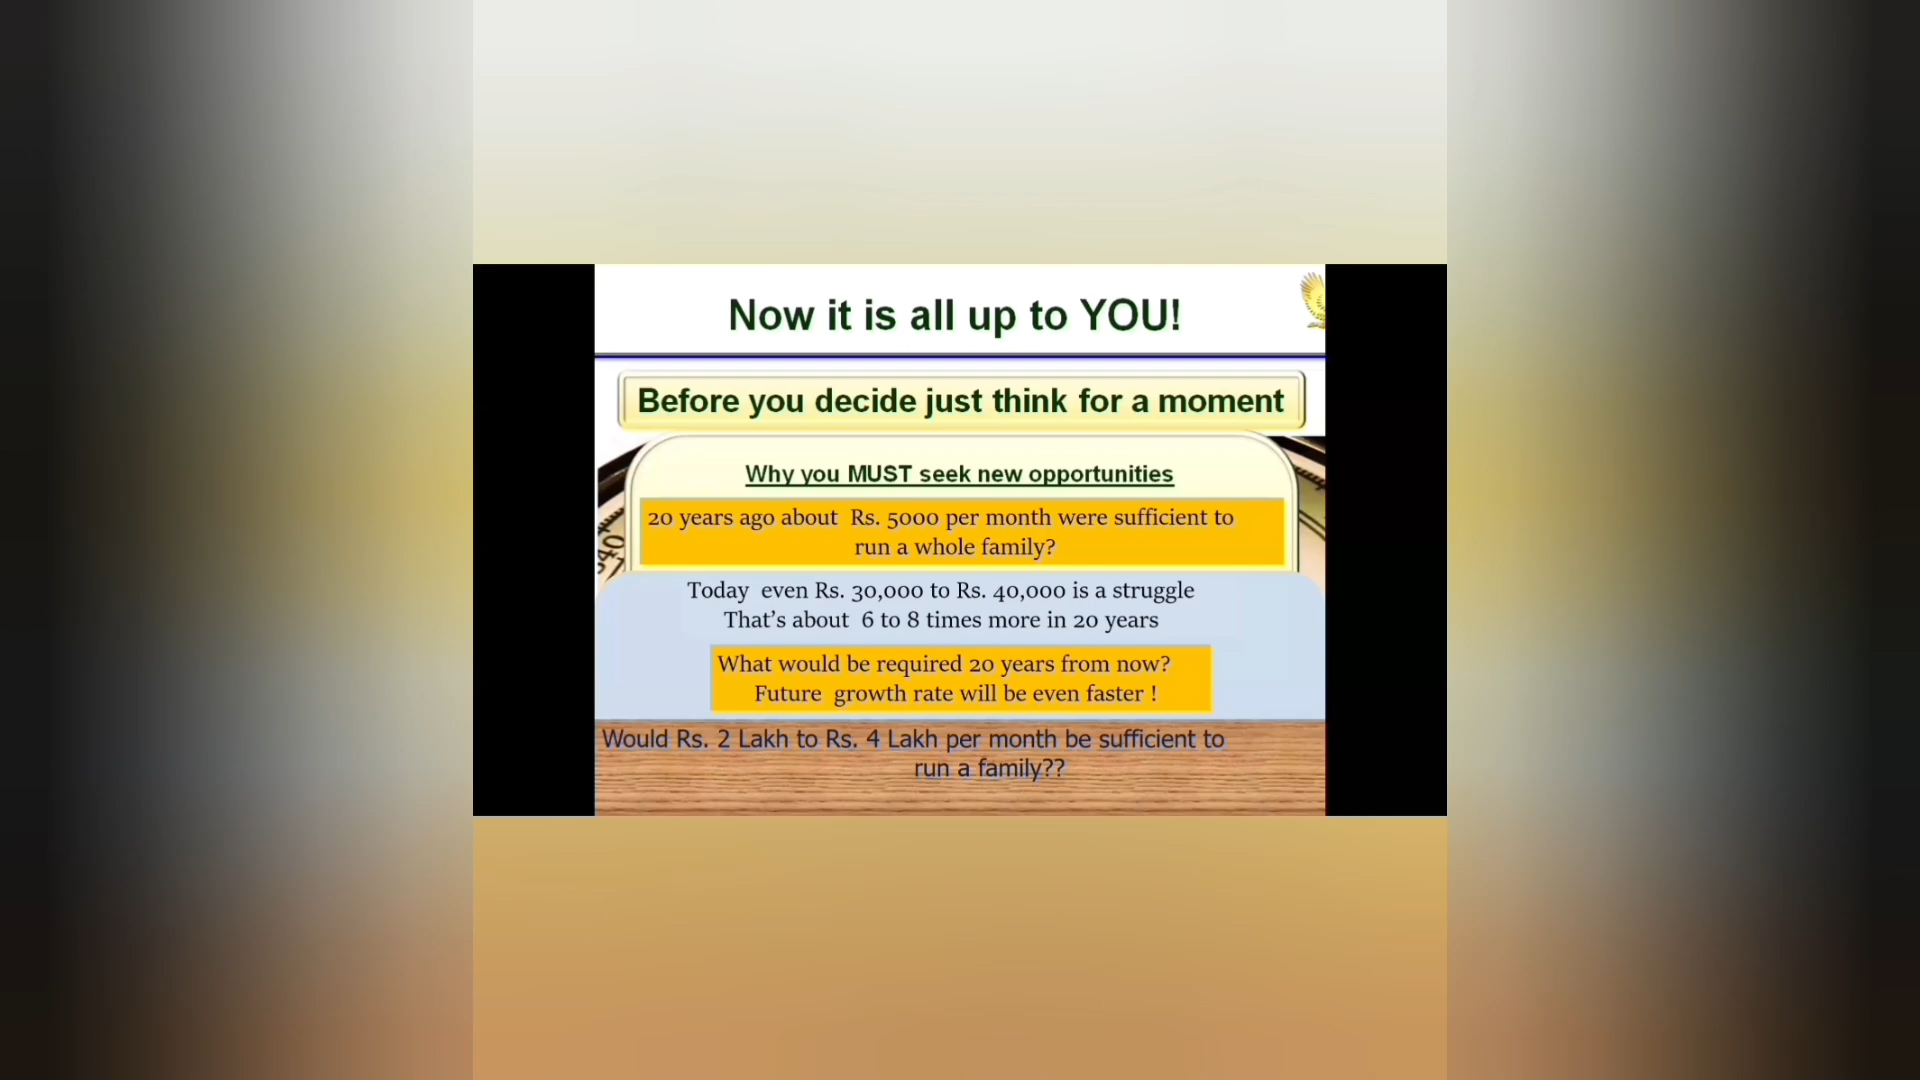 Now it is all up to YOU!
Before you decide just think for a moment
Why you MUST seek new opportunities
20 years ago about Rs. 5000 per month were sufficient to
run a whole family?
Today even Rs. 30,000 to Rs. 40,000 is a struggle
That's about 6 to 8 times more in 20 years
What would be required 20 years from now?
Future growth rate will be even faster !
Would Rs. 2 Lakh to Rs. 4 Lakh per month be sufficient to
run a family??
40